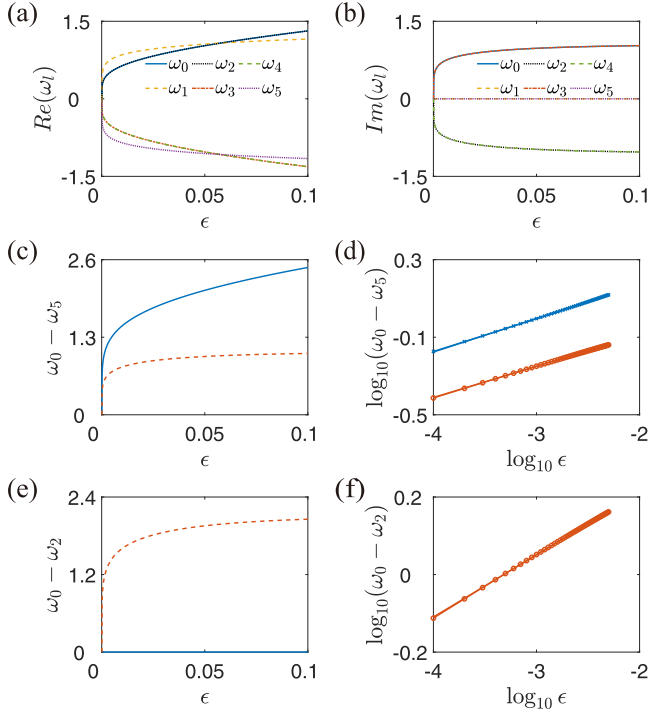 (a)
1.5
0
-1.5
Re(ω_l)
ω_0 ω_2 ω_4
ω_1 ω_3 ω_5
0 0.05 0.1
ϵ
(b)
1.5
0
-1.5
Im(ω_l)
ω_0 ω_2 ω_4
ω_1 ω_3 ω_5
0 0.05 0.1
ϵ
(c)
2.6
1.3
0
ω_0 − ω_5
0 0.05 0.1
ϵ
(d)
0.3
-0.1
-0.5
log_10(ω_0 − ω_5)
-4 -3 -2
log_10 ϵ
(e)
2.4
1.2
0
ω_0 − ω_2
0 0.05 0.1
ϵ
(f)
0.2
0
-0.2
log_10(ω_0 − ω_2)
-4 -3 -2
log_10 ϵ